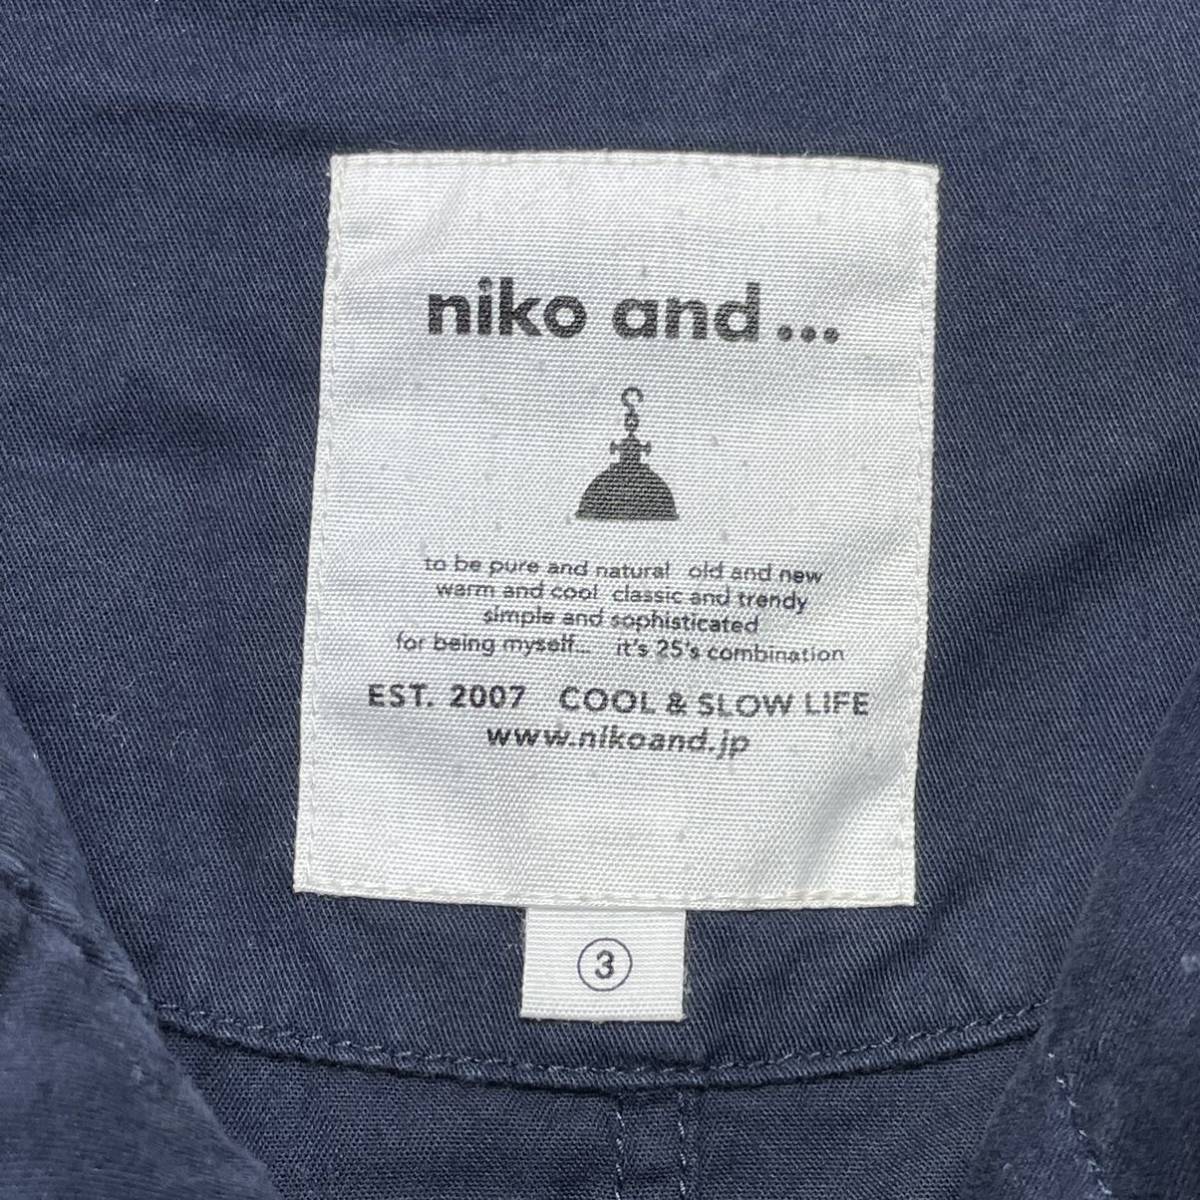 niko and...
to be pure and natural old and new
warm and cool classic and trendy
simple and sophisticated
for being myself... it's 25's combination
EST. 2007 COOL & SLOW LIFE
www.nikoand.jp
③